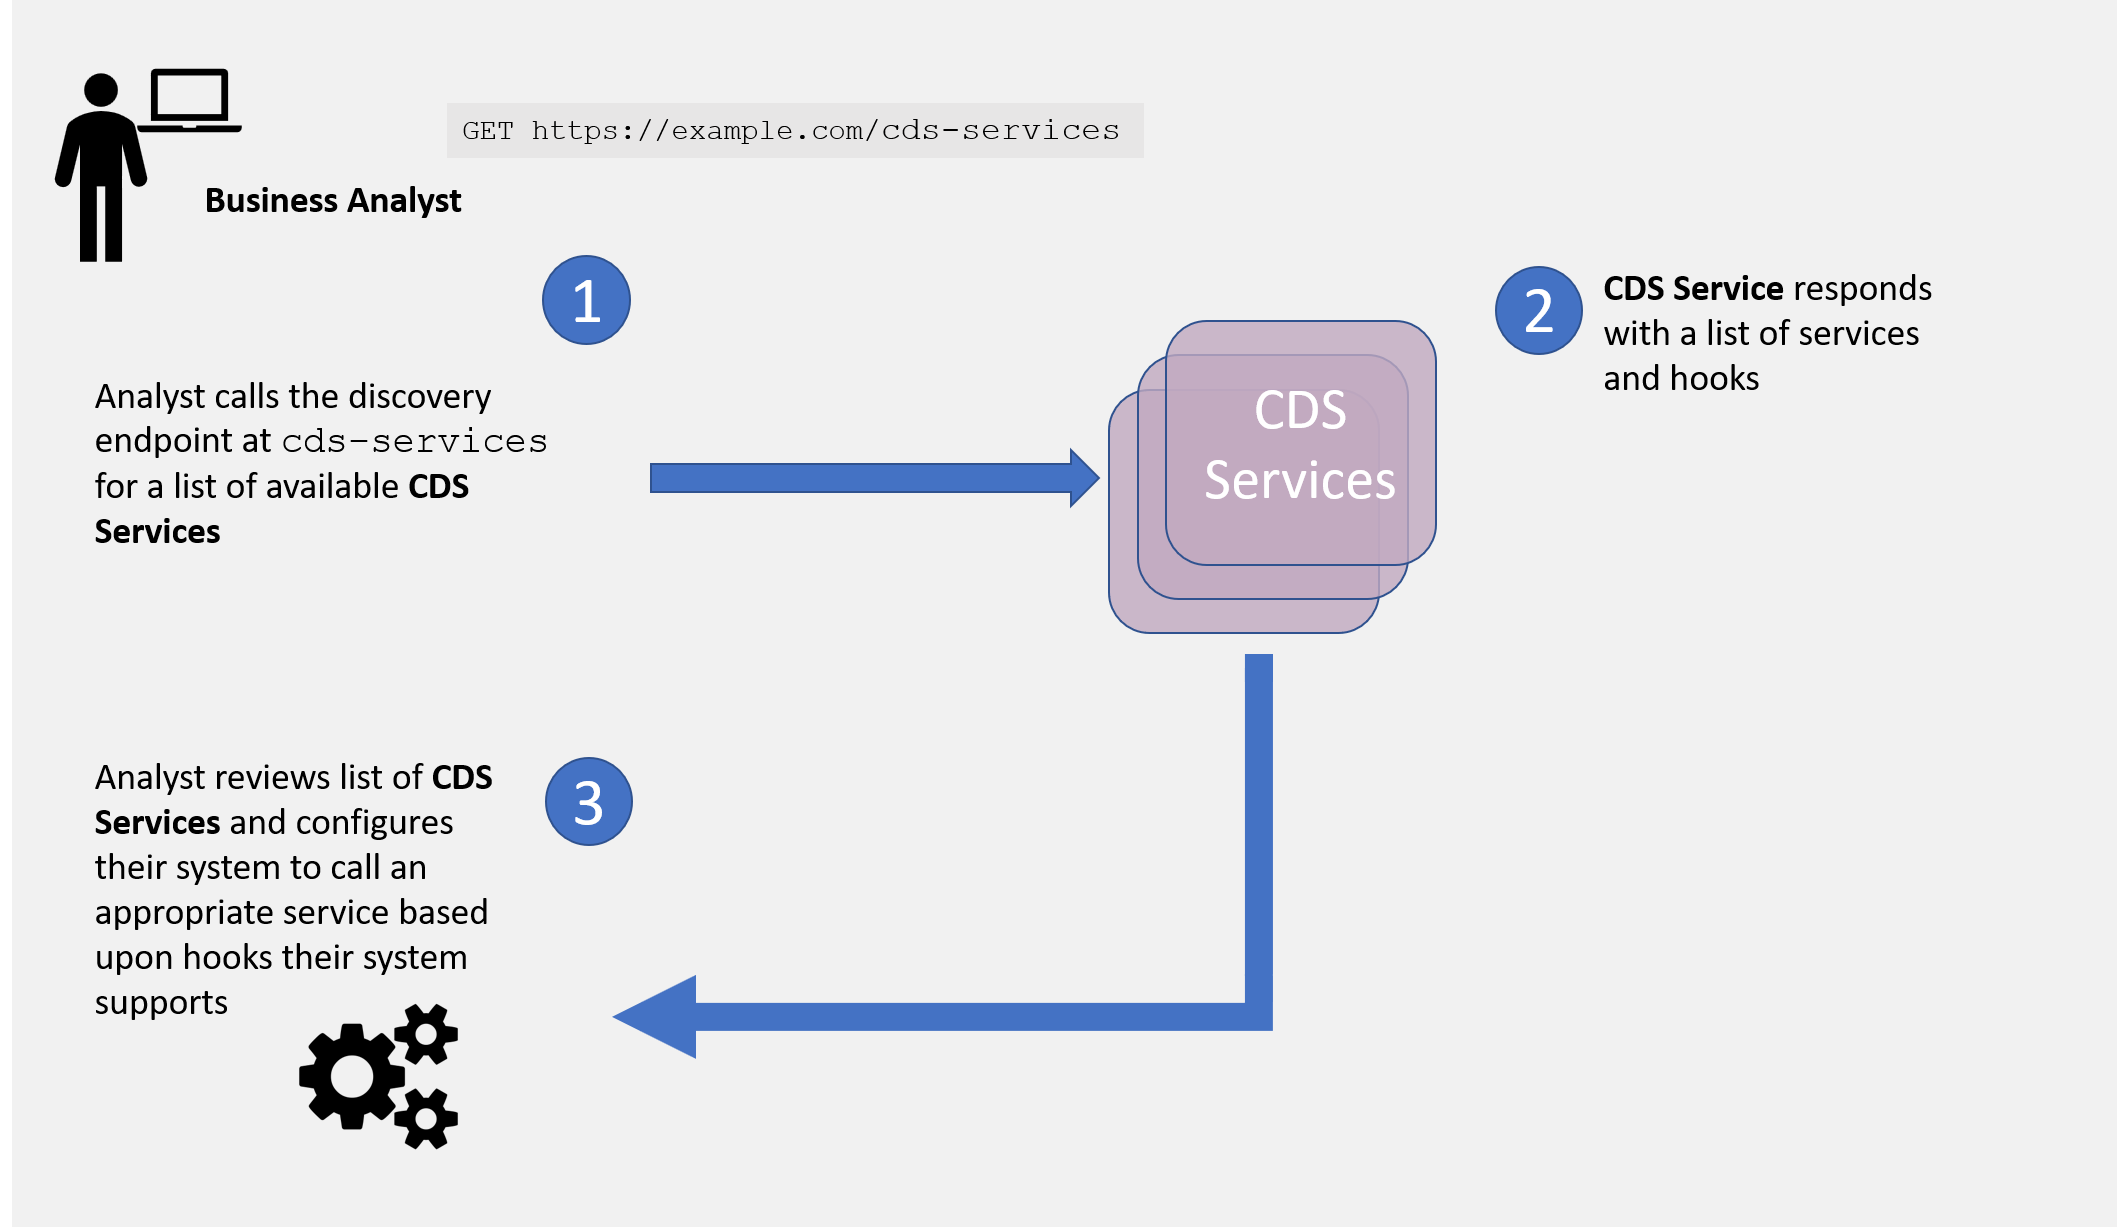 GET https://example.com/cds-services
Business Analyst
1
Analyst calls the discovery
endpoint at cds-services
for a list of available CDS
Services
CDS
Services
2
CDS Service responds
with a list of services
and hooks
3
Analyst reviews list of CDS
Services and configures
their system to call an
appropriate service based
upon hooks their system
supports